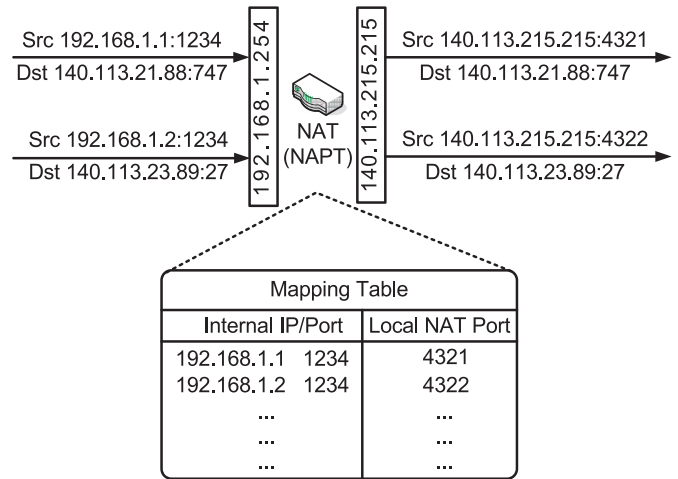 Src 192.168.1.1:1234
Dst 140.113.21.88:747
Src 192.168.1.2:1234
Dst 140.113.23.89:27
192.168.1.254
NAT
(NAPT)
140.113.215.215
Src 140.113.215.215:4321
Dst 140.113.21.88:747
Src 140.113.215.215:4322
Dst 140.113.23.89:27
Mapping Table
Internal IP/Port Local NAT Port
192.168.1.1 1234 4321
192.168.1.2 1234 4322
... ...
... ...
... ...